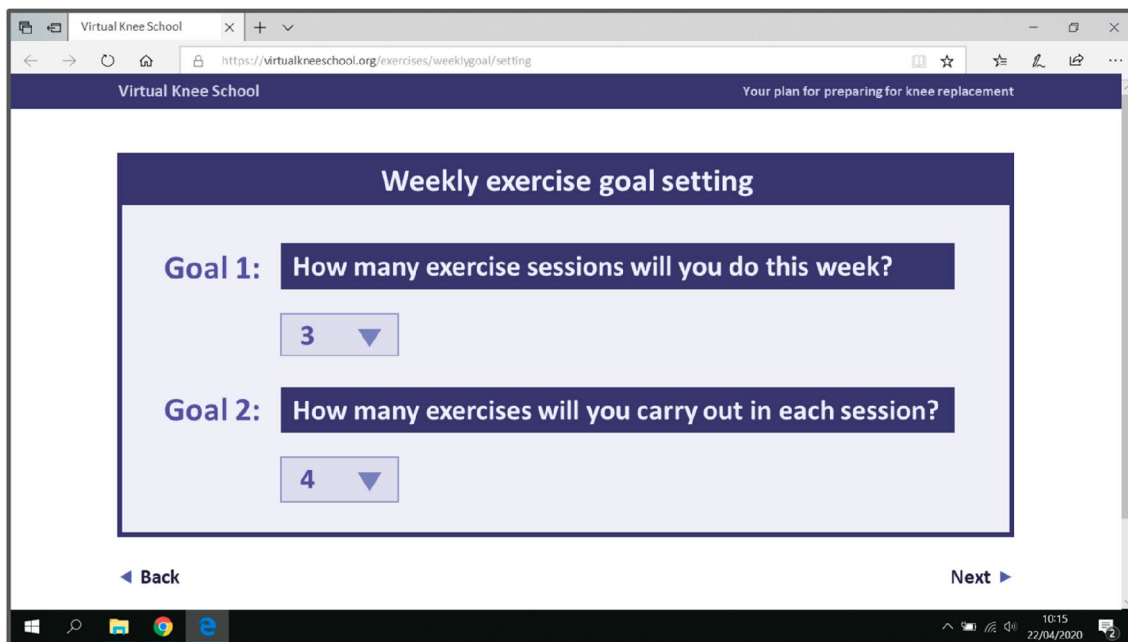 Virtual Knee School
https://virtualkneeschool.org/exercises/weeklygoal/setting
Virtual Knee School
Your plan for preparing for knee replacement
Weekly exercise goal setting
Goal 1:
How many exercise sessions will you do this week?
3
Goal 2:
How many exercises will you carry out in each session?
4
Back
Next
10:15
22/04/2020
2